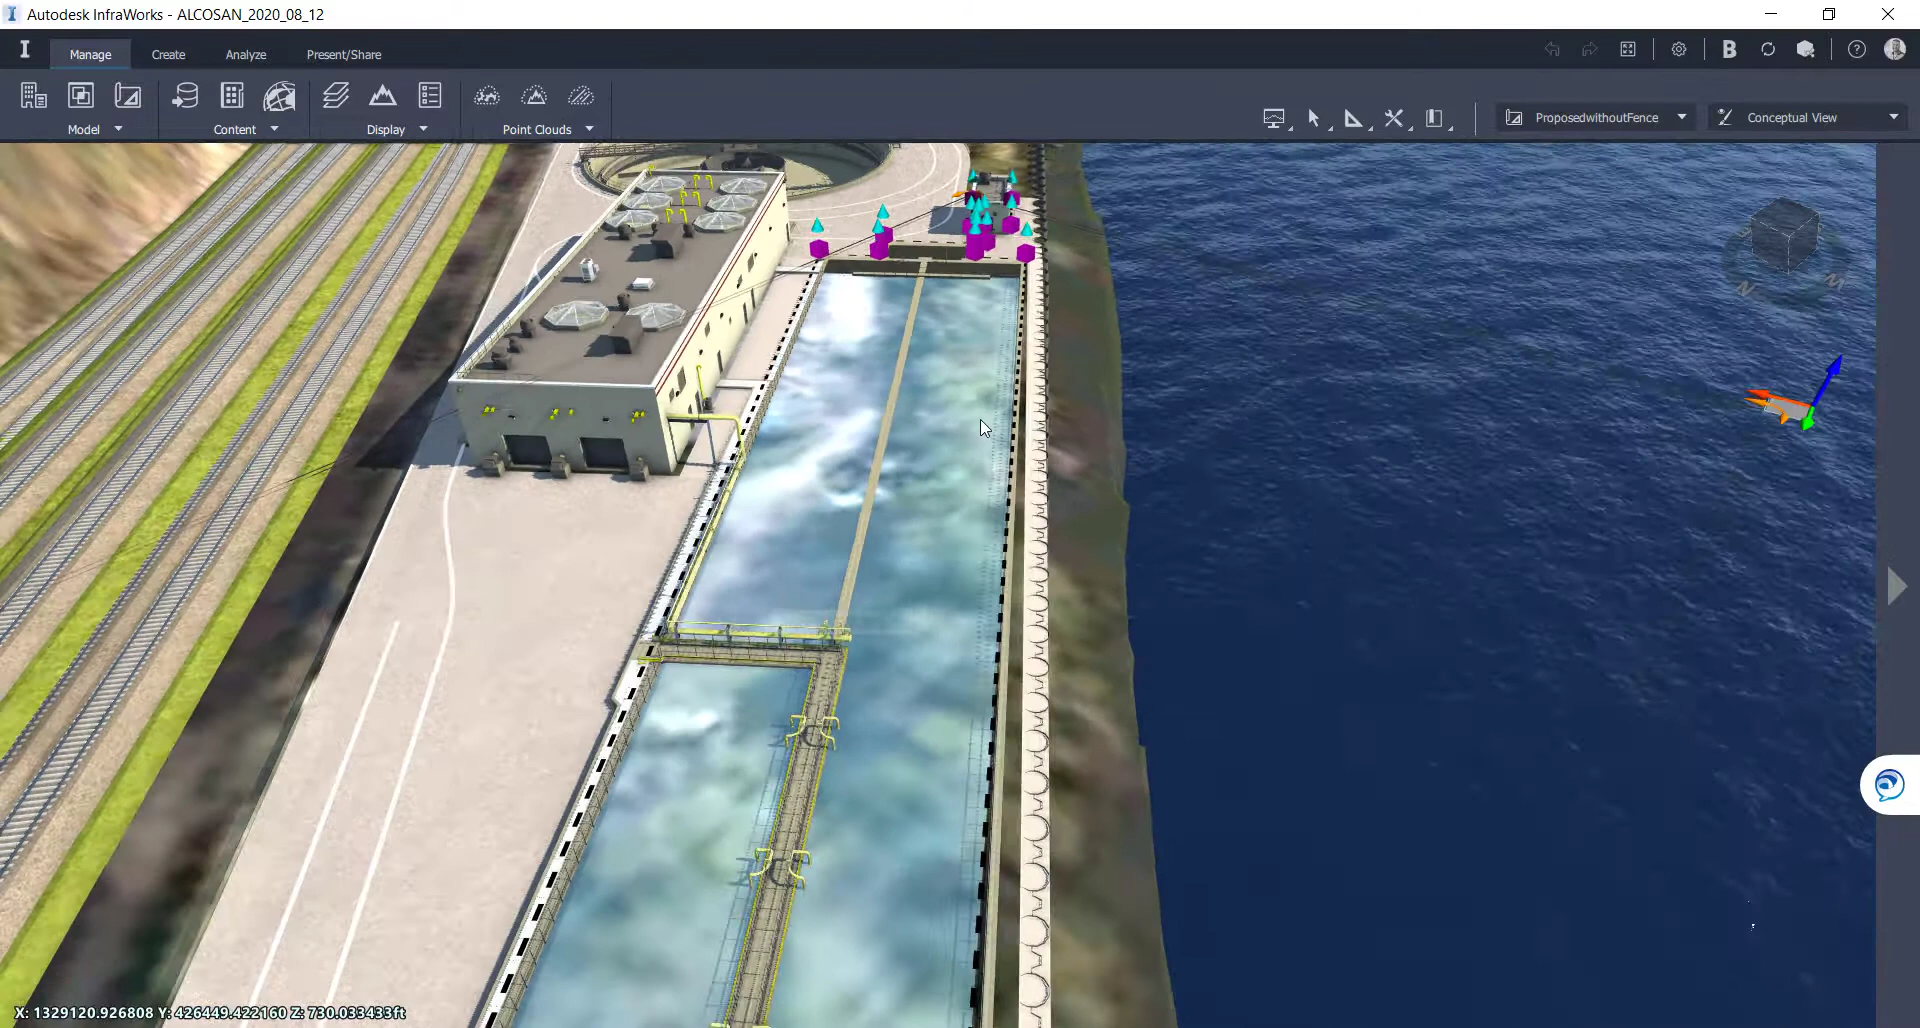 Autodesk InfraWorks - ALCOSAN_2020_08_12
Manage Create Analyze Present/Share
Model Content Display Point Clouds
ProposedwithoutFence Conceptual View
X: 1329120.926808 Y: 426449.422160 Z: 730.033433ft